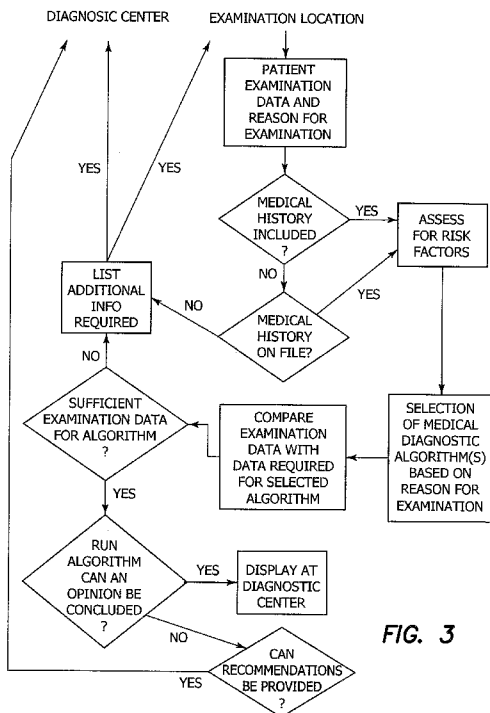 DIAGNOSIC CENTER
EXAMINATION LOCATION
PATIENT
EXAMINATION
DATA AND
REASON FOR
EXAMINATION
YES
YES
MEDICAL
HISTORY
INCLUDED
?
YES
ASSESS
FOR RISK
FACTORS
NO
LIST
ADDITIONAL
INFO
REQUIRED
NO
MEDICAL
HISTORY
ON FILE?
YES
NO
SUFFICIENT
EXAMINATION DATA
FOR ALGORITHM
?
COMPARE
EXAMINATION
DATA WITH
DATA REQUIRED
FOR SELECTED
ALGORITHM
SELECTION
OF MEDICAL
DIAGNOSTIC
ALGORITHM(S)
BASED ON
REASON FOR
EXAMINATION
YES
RUN
ALGORITHM
CAN AN
OPINION BE
CONCLUDED
?
YES
DISPLAY AT
DIAGNOSTIC
CENTER
NO
CAN
RECOMMENDATIONS
BE PROVIDED
?
YES
FIG. 3